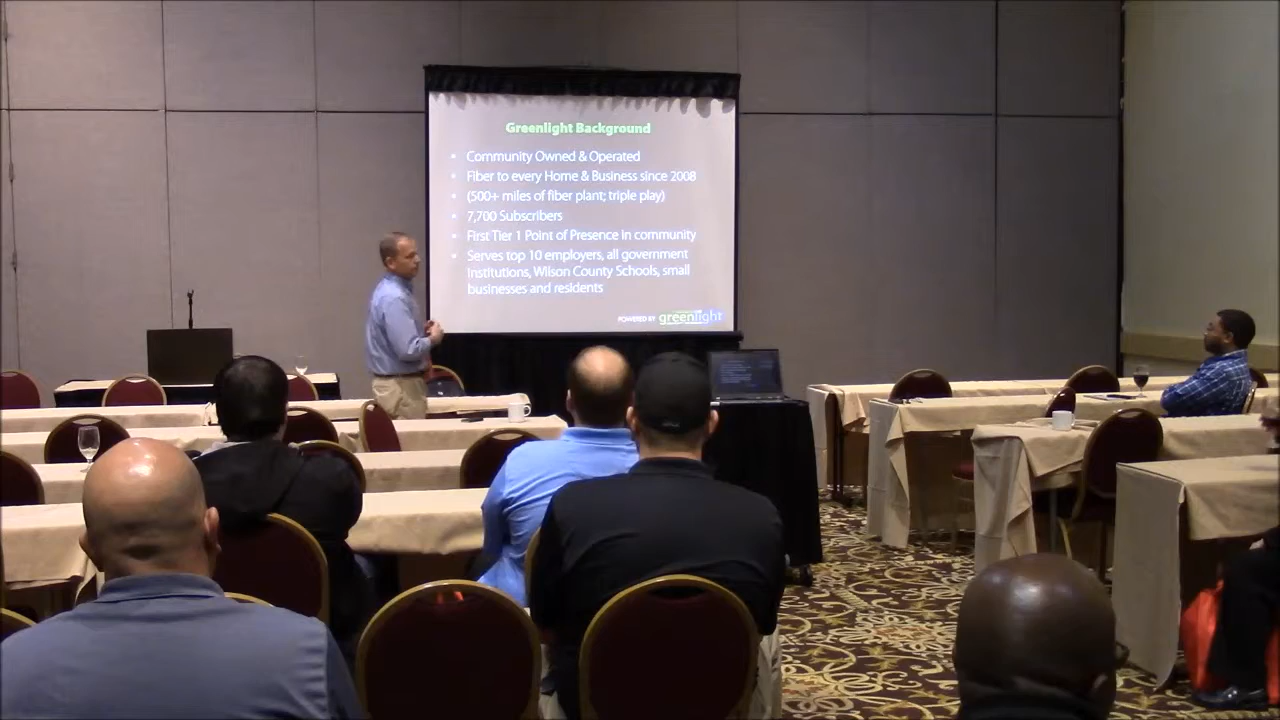 Greenlight Background
• Community Owned & Operated
• Fiber to every Home & Business since 2008
• (500+ miles of fiber plant; triple play)
• 7,700 Subscribers
• First Tier 1 Point of Presence in community
• Serves top 10 employers, all government
institutions, Wilson County Schools, small
businesses and residents
POWERED BY greenlight